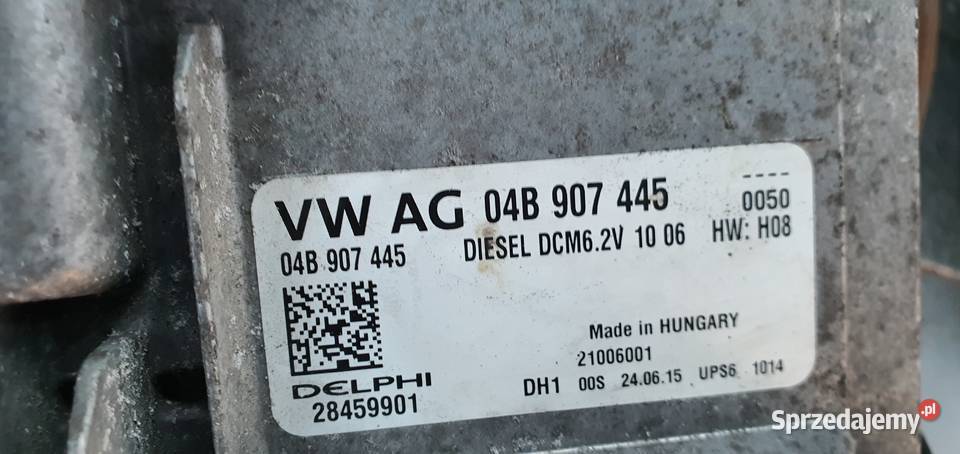 VW AG 04B 907 445
----
0050
04B 907 445 DIESEL DCM6.2V 10 06 HW: H08
Made in HUNGARY
21006001
DELPHI
28459901
DH1 00S 24.06.15 UPS6 1014
Sprzedajemy.pl